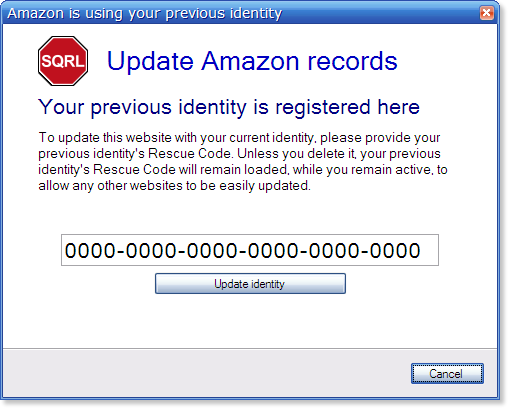 Amazon is using your previous identity
SQRL
Update Amazon records
Your previous identity is registered here
To update this website with your current identity, please provide your
previous identity's Rescue Code. Unless you delete it, your previous
identity's Rescue Code will remain loaded, while you remain active, to
allow any other websites to be easily updated.
0000-0000-0000-0000-0000-0000
Update identity
Cancel